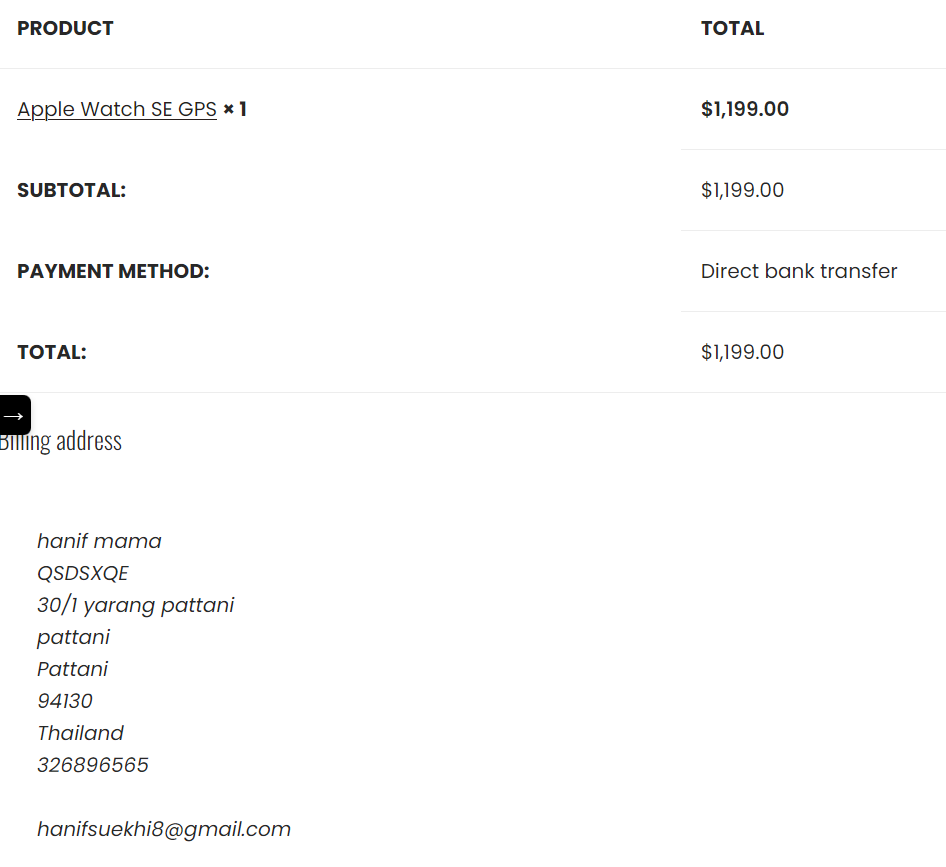 PRODUCT TOTAL
Apple Watch SE GPS × 1 $1,199.00
SUBTOTAL: $1,199.00
PAYMENT METHOD: Direct bank transfer
TOTAL: $1,199.00
→
Billing address
hanif mama
QSDSXQE
30/1 yarang pattani
pattani
Pattani
94130
Thailand
326896565
hanifsuekhi8@gmail.com